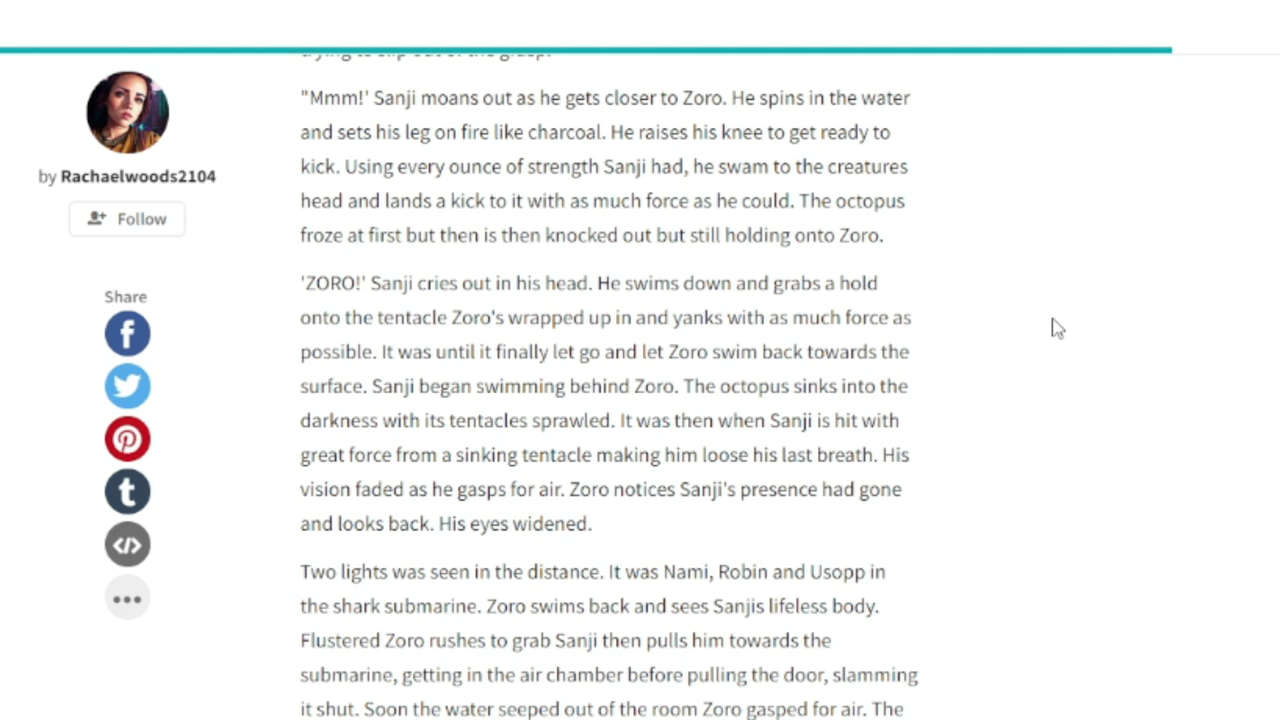 by Rachaelwoods2104
Follow
Share
"Mmm!' Sanji moans out as he gets closer to Zoro. He spins in the water
and sets his leg on fire like charcoal. He raises his knee to get ready to
kick. Using every ounce of strength Sanji had, he swam to the creatures
head and lands a kick to it with as much force as he could. The octopus
froze at first but then is then knocked out but still holding onto Zoro.
'ZORO!' Sanji cries out in his head. He swims down and grabs a hold
onto the tentacle Zoro's wrapped up in and yanks with as much force as
possible. It was until it finally let go and let Zoro swim back towards the
surface. Sanji began swimming behind Zoro. The octopus sinks into the
darkness with its tentacles sprawled. It was then when Sanji is hit with
great force from a sinking tentacle making him loose his last breath. His
vision faded as he gasps for air. Zoro notices Sanji's presence had gone
and looks back. His eyes widened.
Two lights was seen in the distance. It was Nami, Robin and Usopp in
the shark submarine. Zoro swims back and sees Sanjis lifeless body.
Flustered Zoro rushes to grab Sanji then pulls him towards the
submarine, getting in the air chamber before pulling the door, slamming
it shut. Soon the water seeped out of the room Zoro gasped for air. The